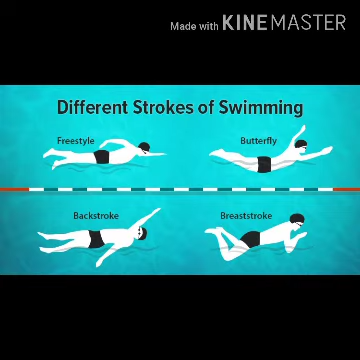 Made with KINEMASTER
Different Strokes of Swimming
Freestyle
Butterfly
Backstroke
Breaststroke